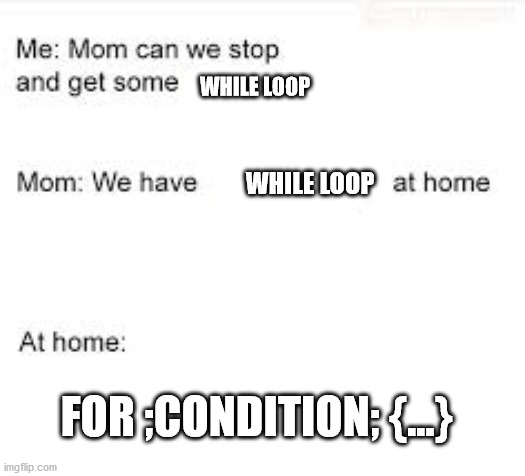 Me: Mom can we stop
and get some WHILE LOOP
Mom: We have WHILE LOOP at home
At home:
FOR ;CONDITION; {...}
imgflip.com